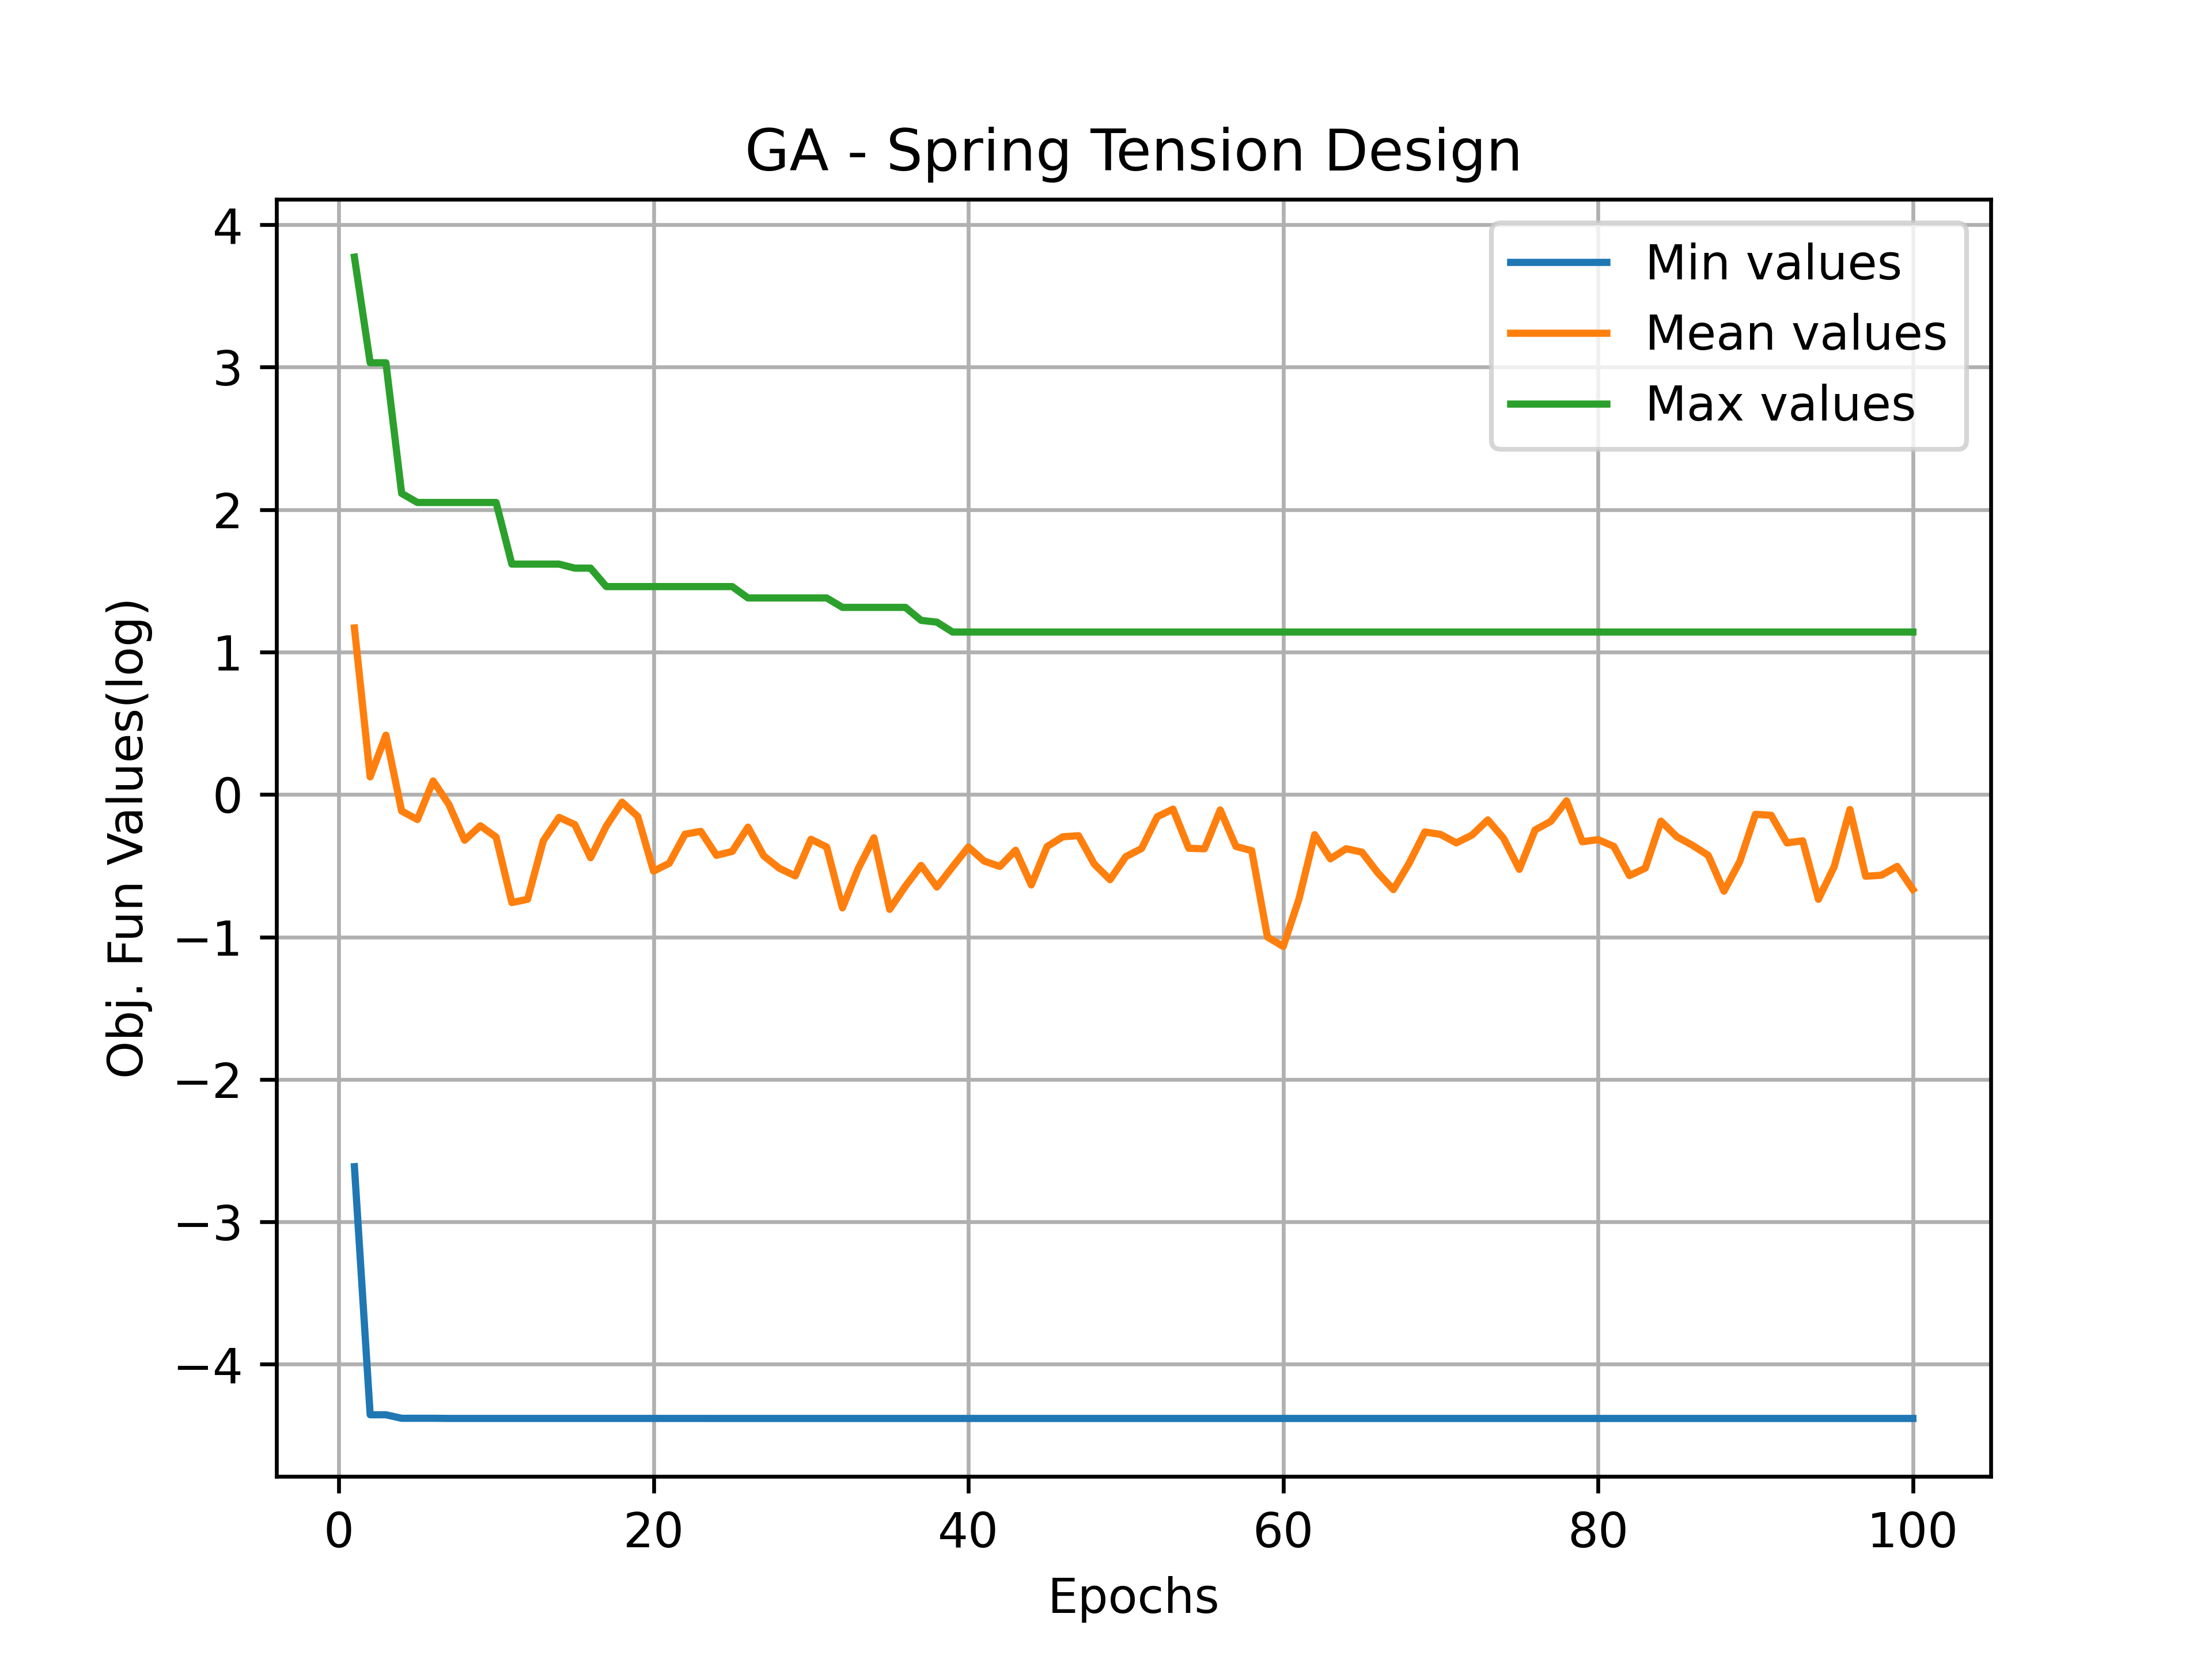 GA - Spring Tension Design
Obj. Fun Values(log)
4
3
2
1
0
−1
−2
−3
−4
Min values
Mean values
Max values
0 20 40 60 80 100
Epochs